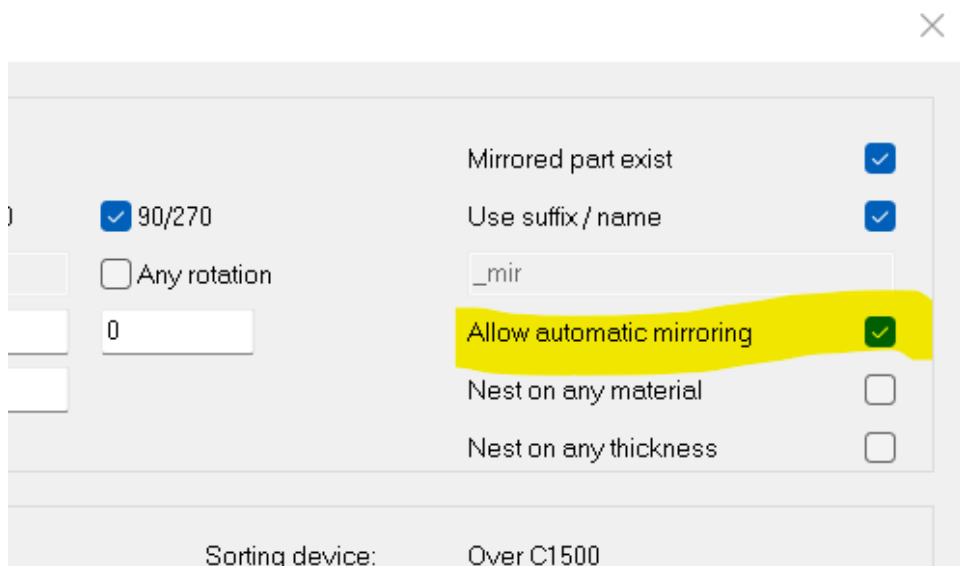 Mirrored part exist
90/270
Use suffix / name
Any rotation
_mir
0
Allow automatic mirroring
Nest on any material
Nest on any thickness
Sorting device:
Over C1500